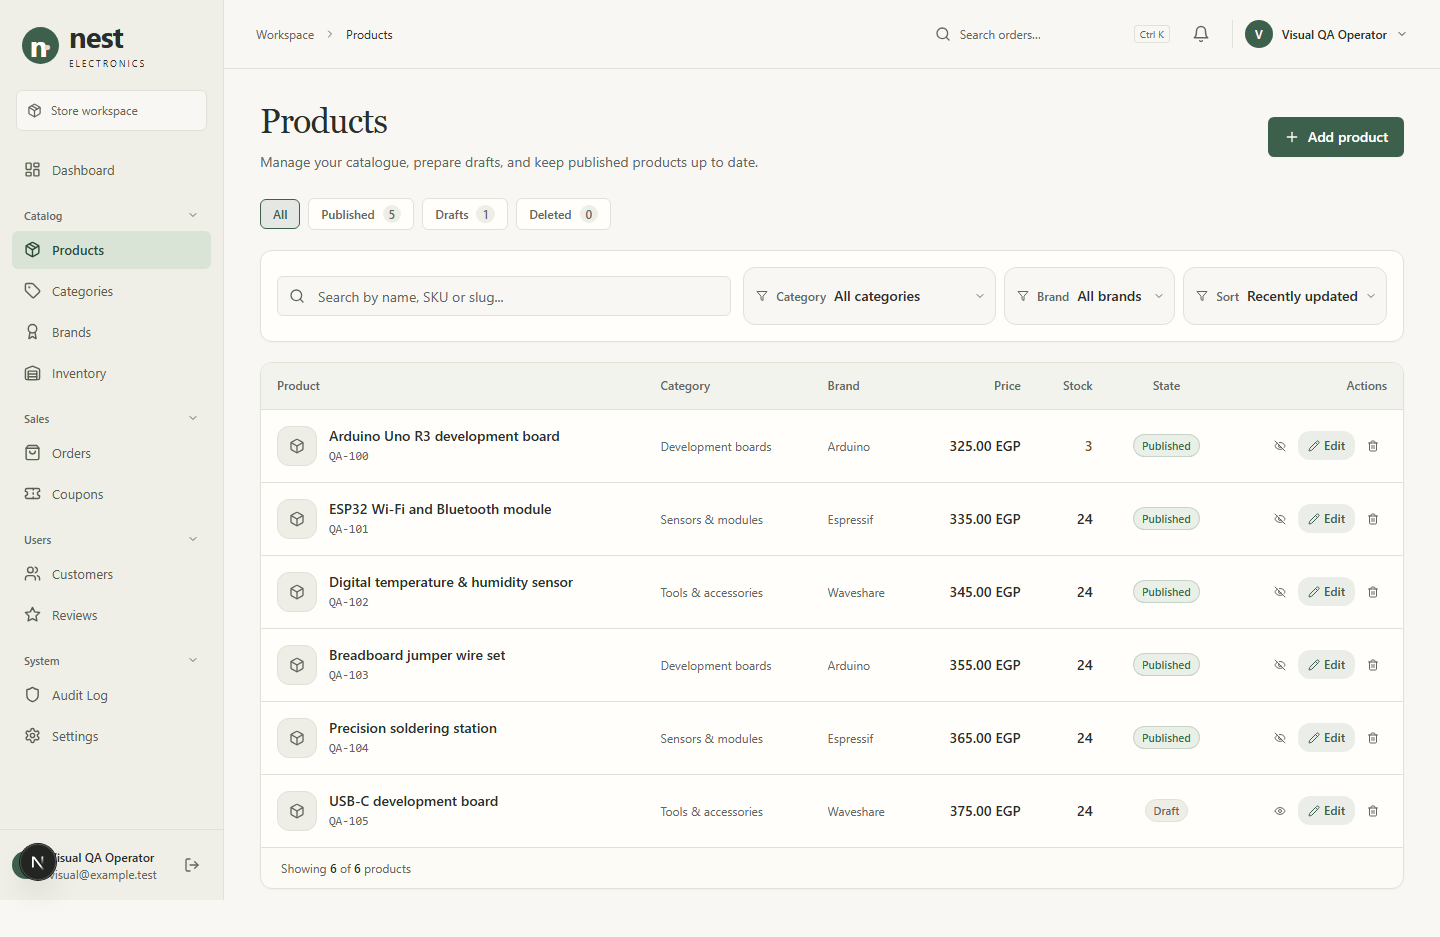 nest
ELECTRONICS
Store workspace
Dashboard
Catalog
Products
Categories
Brands
Inventory
Sales
Orders
Coupons
Users
Customers
Reviews
System
Audit Log
Settings
N
isual QA Operator
visual@example.test
Workspace > Products
Search orders...
Ctrl K
V
Visual QA Operator
Products
Manage your catalogue, prepare drafts, and keep published products up to date.
Add product
All
Published 5
Drafts 1
Deleted 0
Search by name, SKU or slug...
Category All categories
Brand All brands
Sort Recently updated
Product Category Brand Price Stock State Actions
Arduino Uno R3 development board
QA-100
Development boards Arduino 325.00 EGP 3 Published Edit
ESP32 Wi-Fi and Bluetooth module
QA-101
Sensors & modules Espressif 335.00 EGP 24 Published Edit
Digital temperature & humidity sensor
QA-102
Tools & accessories Waveshare 345.00 EGP 24 Published Edit
Breadboard jumper wire set
QA-103
Development boards Arduino 355.00 EGP 24 Published Edit
Precision soldering station
QA-104
Sensors & modules Espressif 365.00 EGP 24 Published Edit
USB-C development board
QA-105
Tools & accessories Waveshare 375.00 EGP 24 Draft Edit
Showing 6 of 6 products